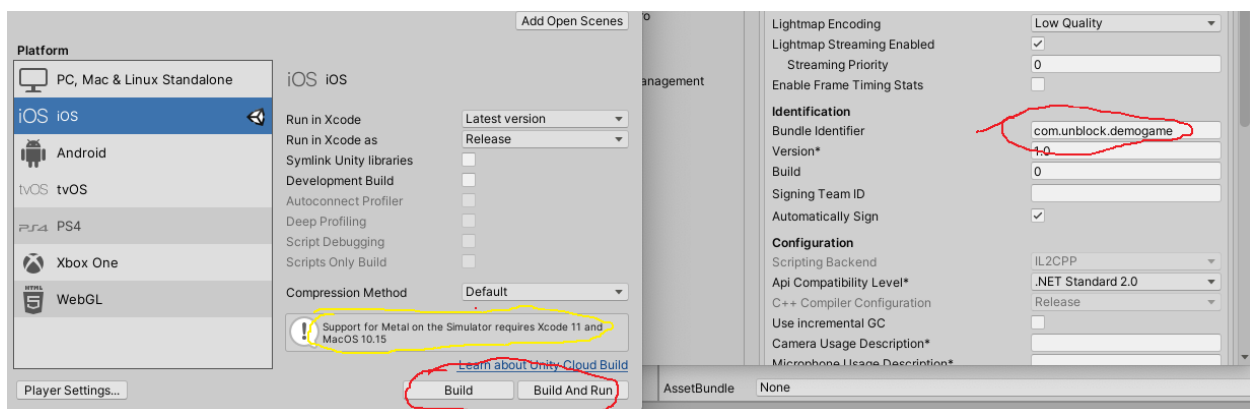 Add Open Scenes
Platform
PC, Mac & Linux Standalone
iOS iOS
Android
tvOS tvOS
PS4 PS4
Xbox One
HTML 5 WebGL
iOS iOS
Run in Xcode Latest version
Run in Xcode as Release
Symlink Unity libraries
Development Build
Autoconnect Profiler
Deep Profiling
Script Debugging
Scripts Only Build
Compression Method Default
Support for Metal on the Simulator requires Xcode 11 and
MacOS 10.15
Learn about Unity Cloud Build
Player Settings...
Build
Build And Run
anagement
Lightmap Encoding Low Quality
Lightmap Streaming Enabled
Streaming Priority 0
Enable Frame Timing Stats
Identification
Bundle Identifier com.unblock.demogame
Version* 1.0
Build 0
Signing Team ID
Automatically Sign
Configuration
Scripting Backend IL2CPP
Api Compatibility Level* .NET Standard 2.0
C++ Compiler Configuration Release
Use incremental GC
Camera Usage Description*
Microphone Usage Description*
AssetBundle None